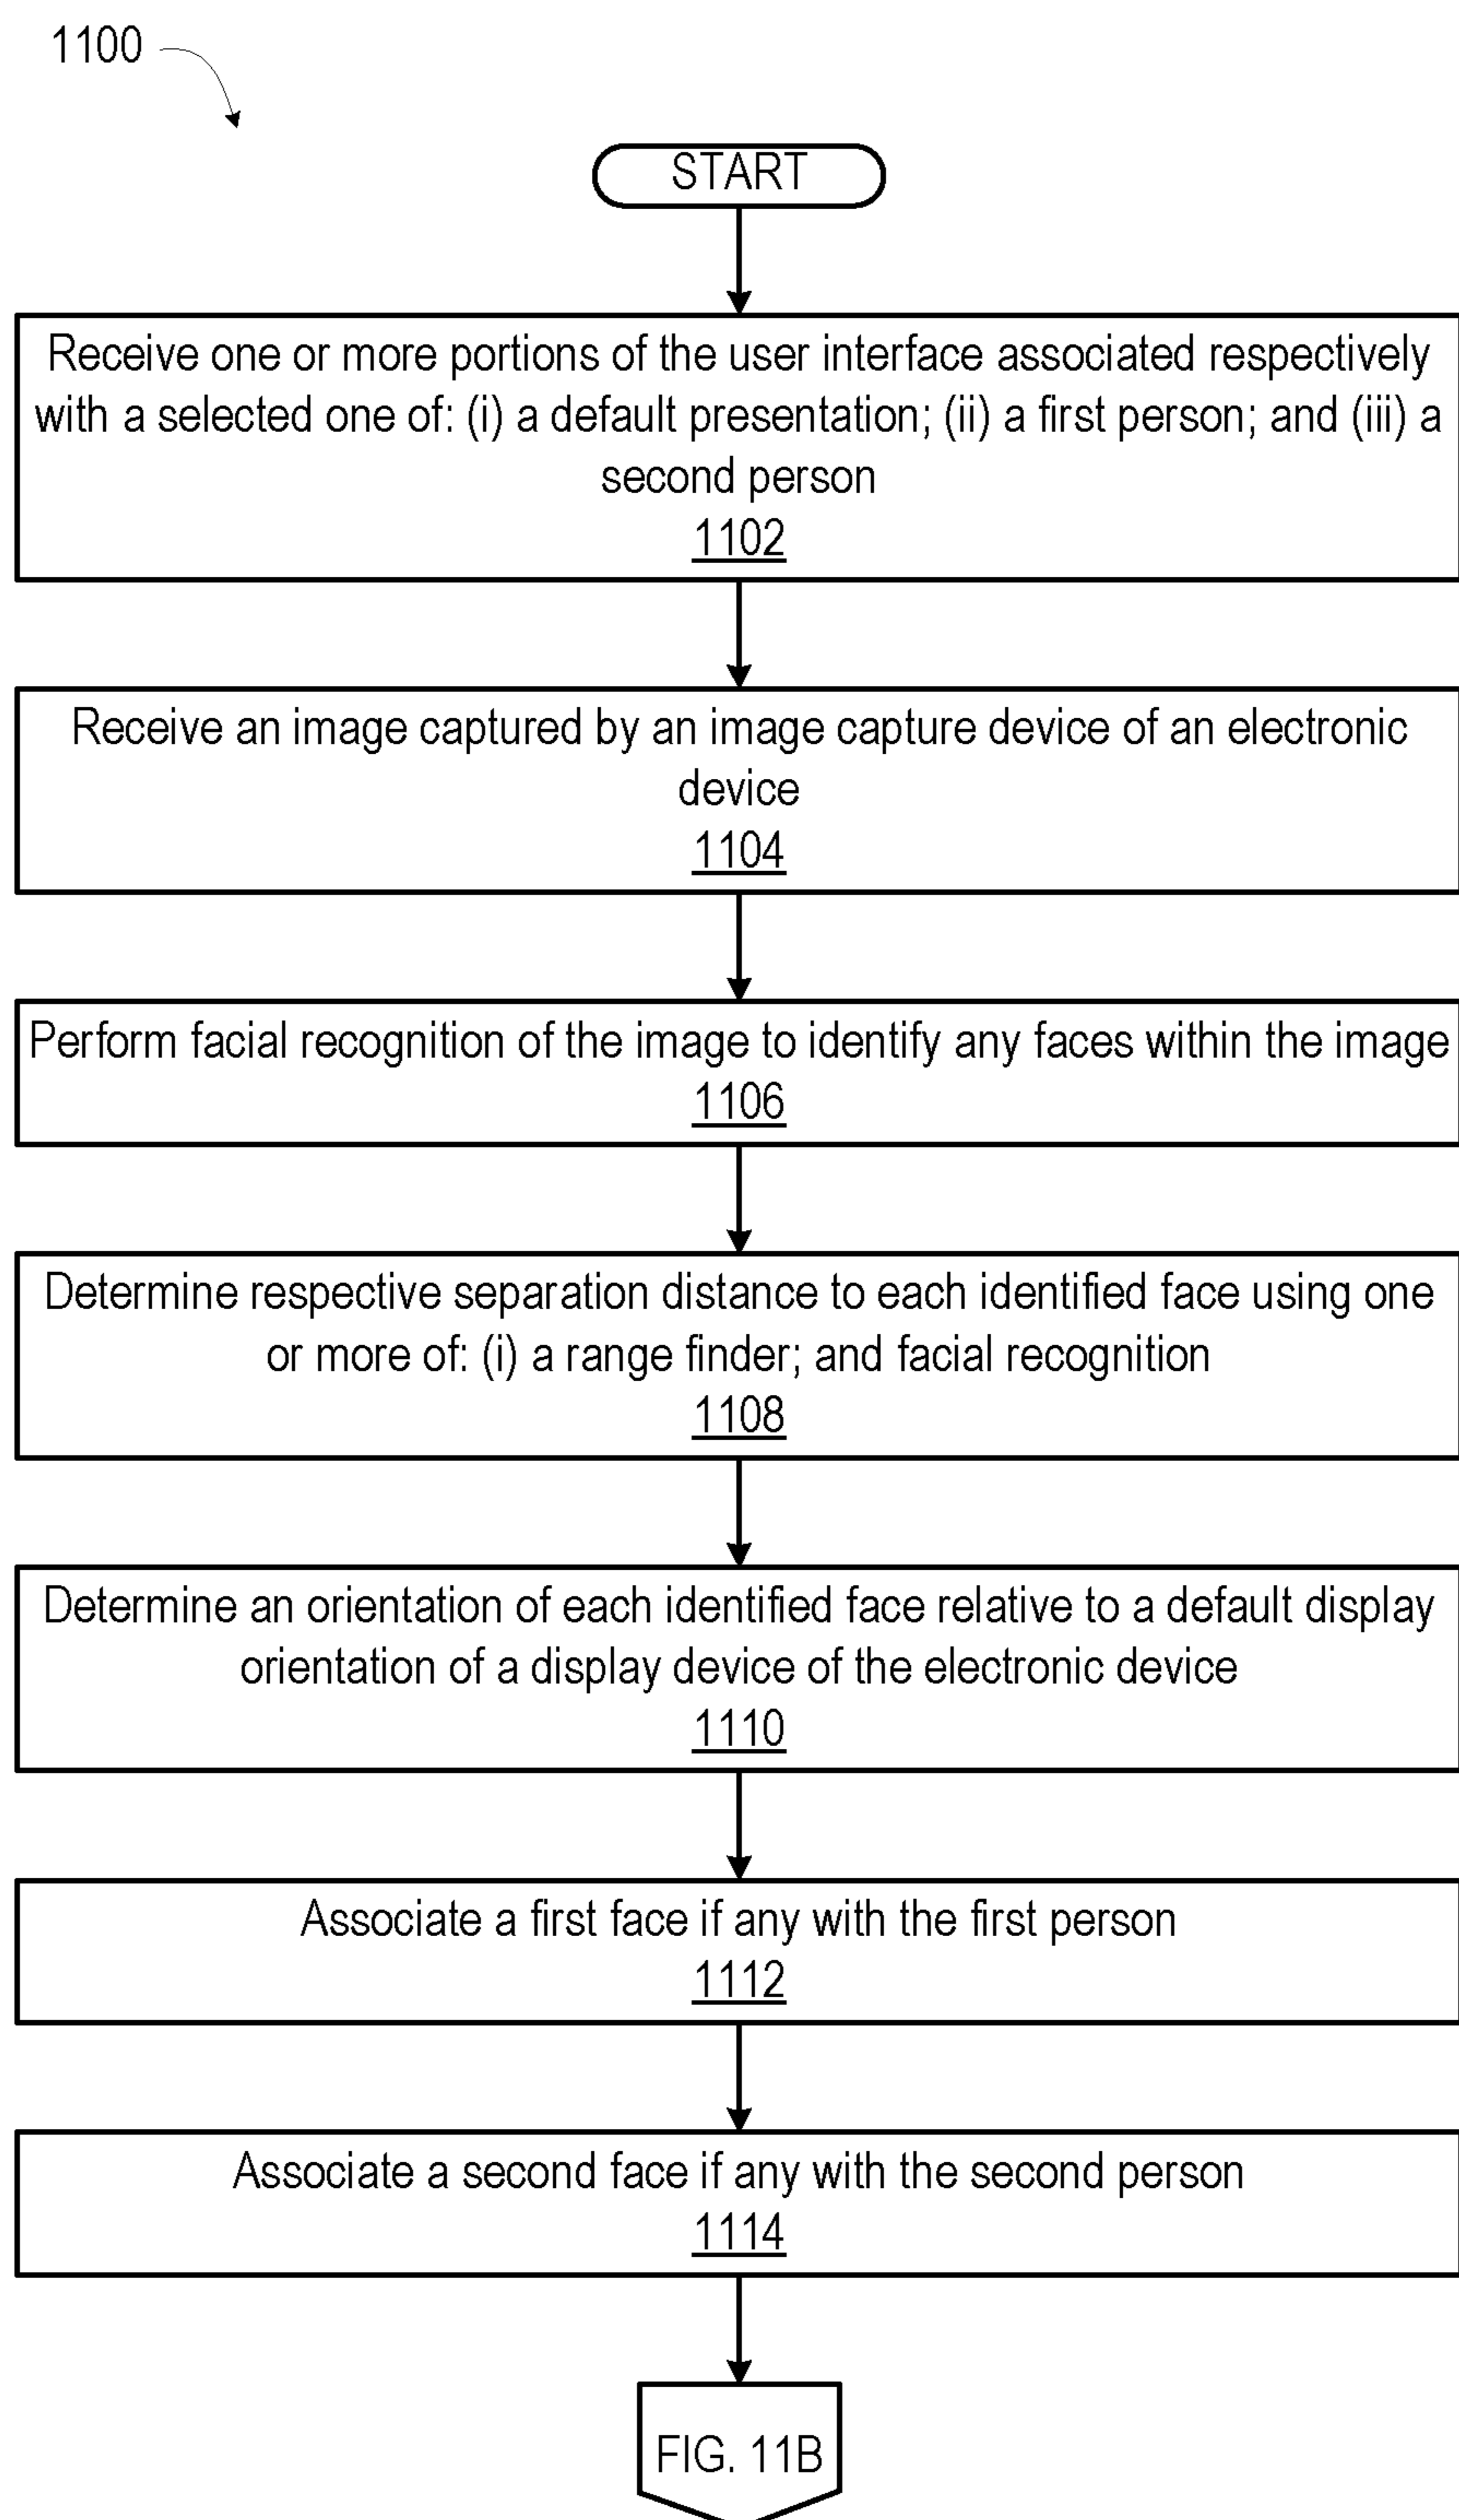 1100
START
Receive one or more portions of the user interface associated respectively
with a selected one of: (i) a default presentation; (ii) a first person; and (iii) a
second person
1102
Receive an image captured by an image capture device of an electronic
device
1104
Perform facial recognition of the image to identify any faces within the image
1106
Determine respective separation distance to each identified face using one
or more of: (i) a range finder; and facial recognition
1108
Determine an orientation of each identified face relative to a default display
orientation of a display device of the electronic device
1110
Associate a first face if any with the first person
1112
Associate a second face if any with the second person
1114
FIG. 11B